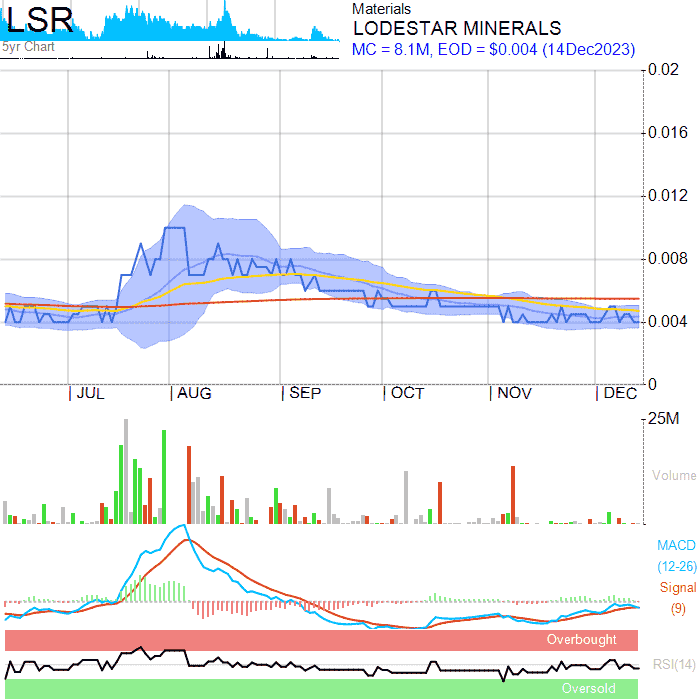 LSR
5yr Chart
Materials
LODESTAR MINERALS
MC = 8.1M, EOD = $0.004 (14Dec2023)
0.02
0.016
0.012
0.008
0.004
0
JUL AUG SEP OCT NOV DEC
25M
Volume
MACD
(12-26)
Signal
(9)
Overbought
RSI(14)
Oversold